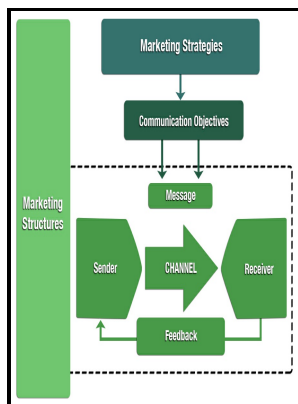 Marketing Strategies
Communication Objectives
Message
Marketing
Structures
Sender
CHANNEL
Receiver
Feedback